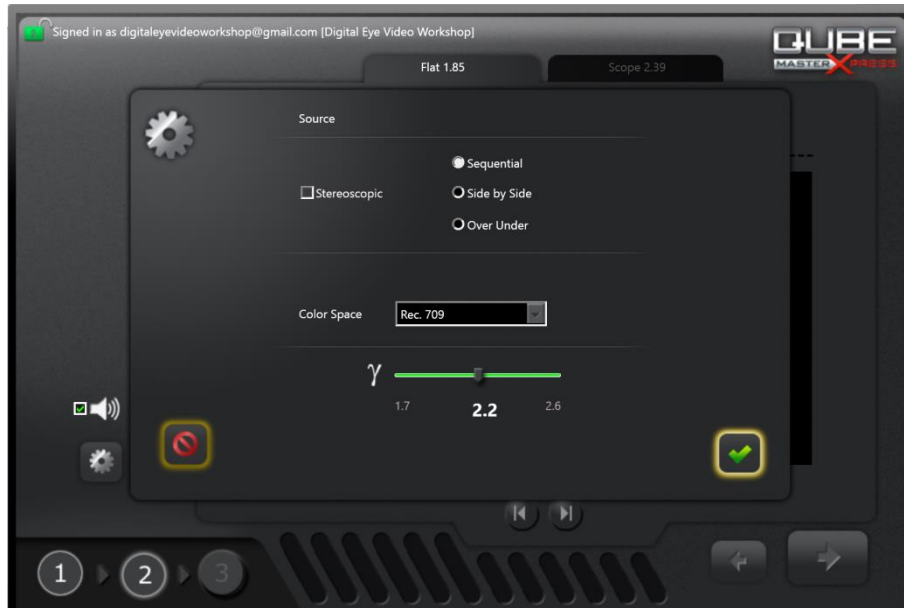 Signed in as digitaleyevideoworkshop@gmail.com [Digital Eye Video Workshop]
QUBE
MASTER XPRESS
Flat 1.85
Scope 2.39
Source
Stereoscopic
Sequential
Side by Side
Over Under
Color Space
Rec. 709
γ
1.7
2.2
2.6
1
2
3